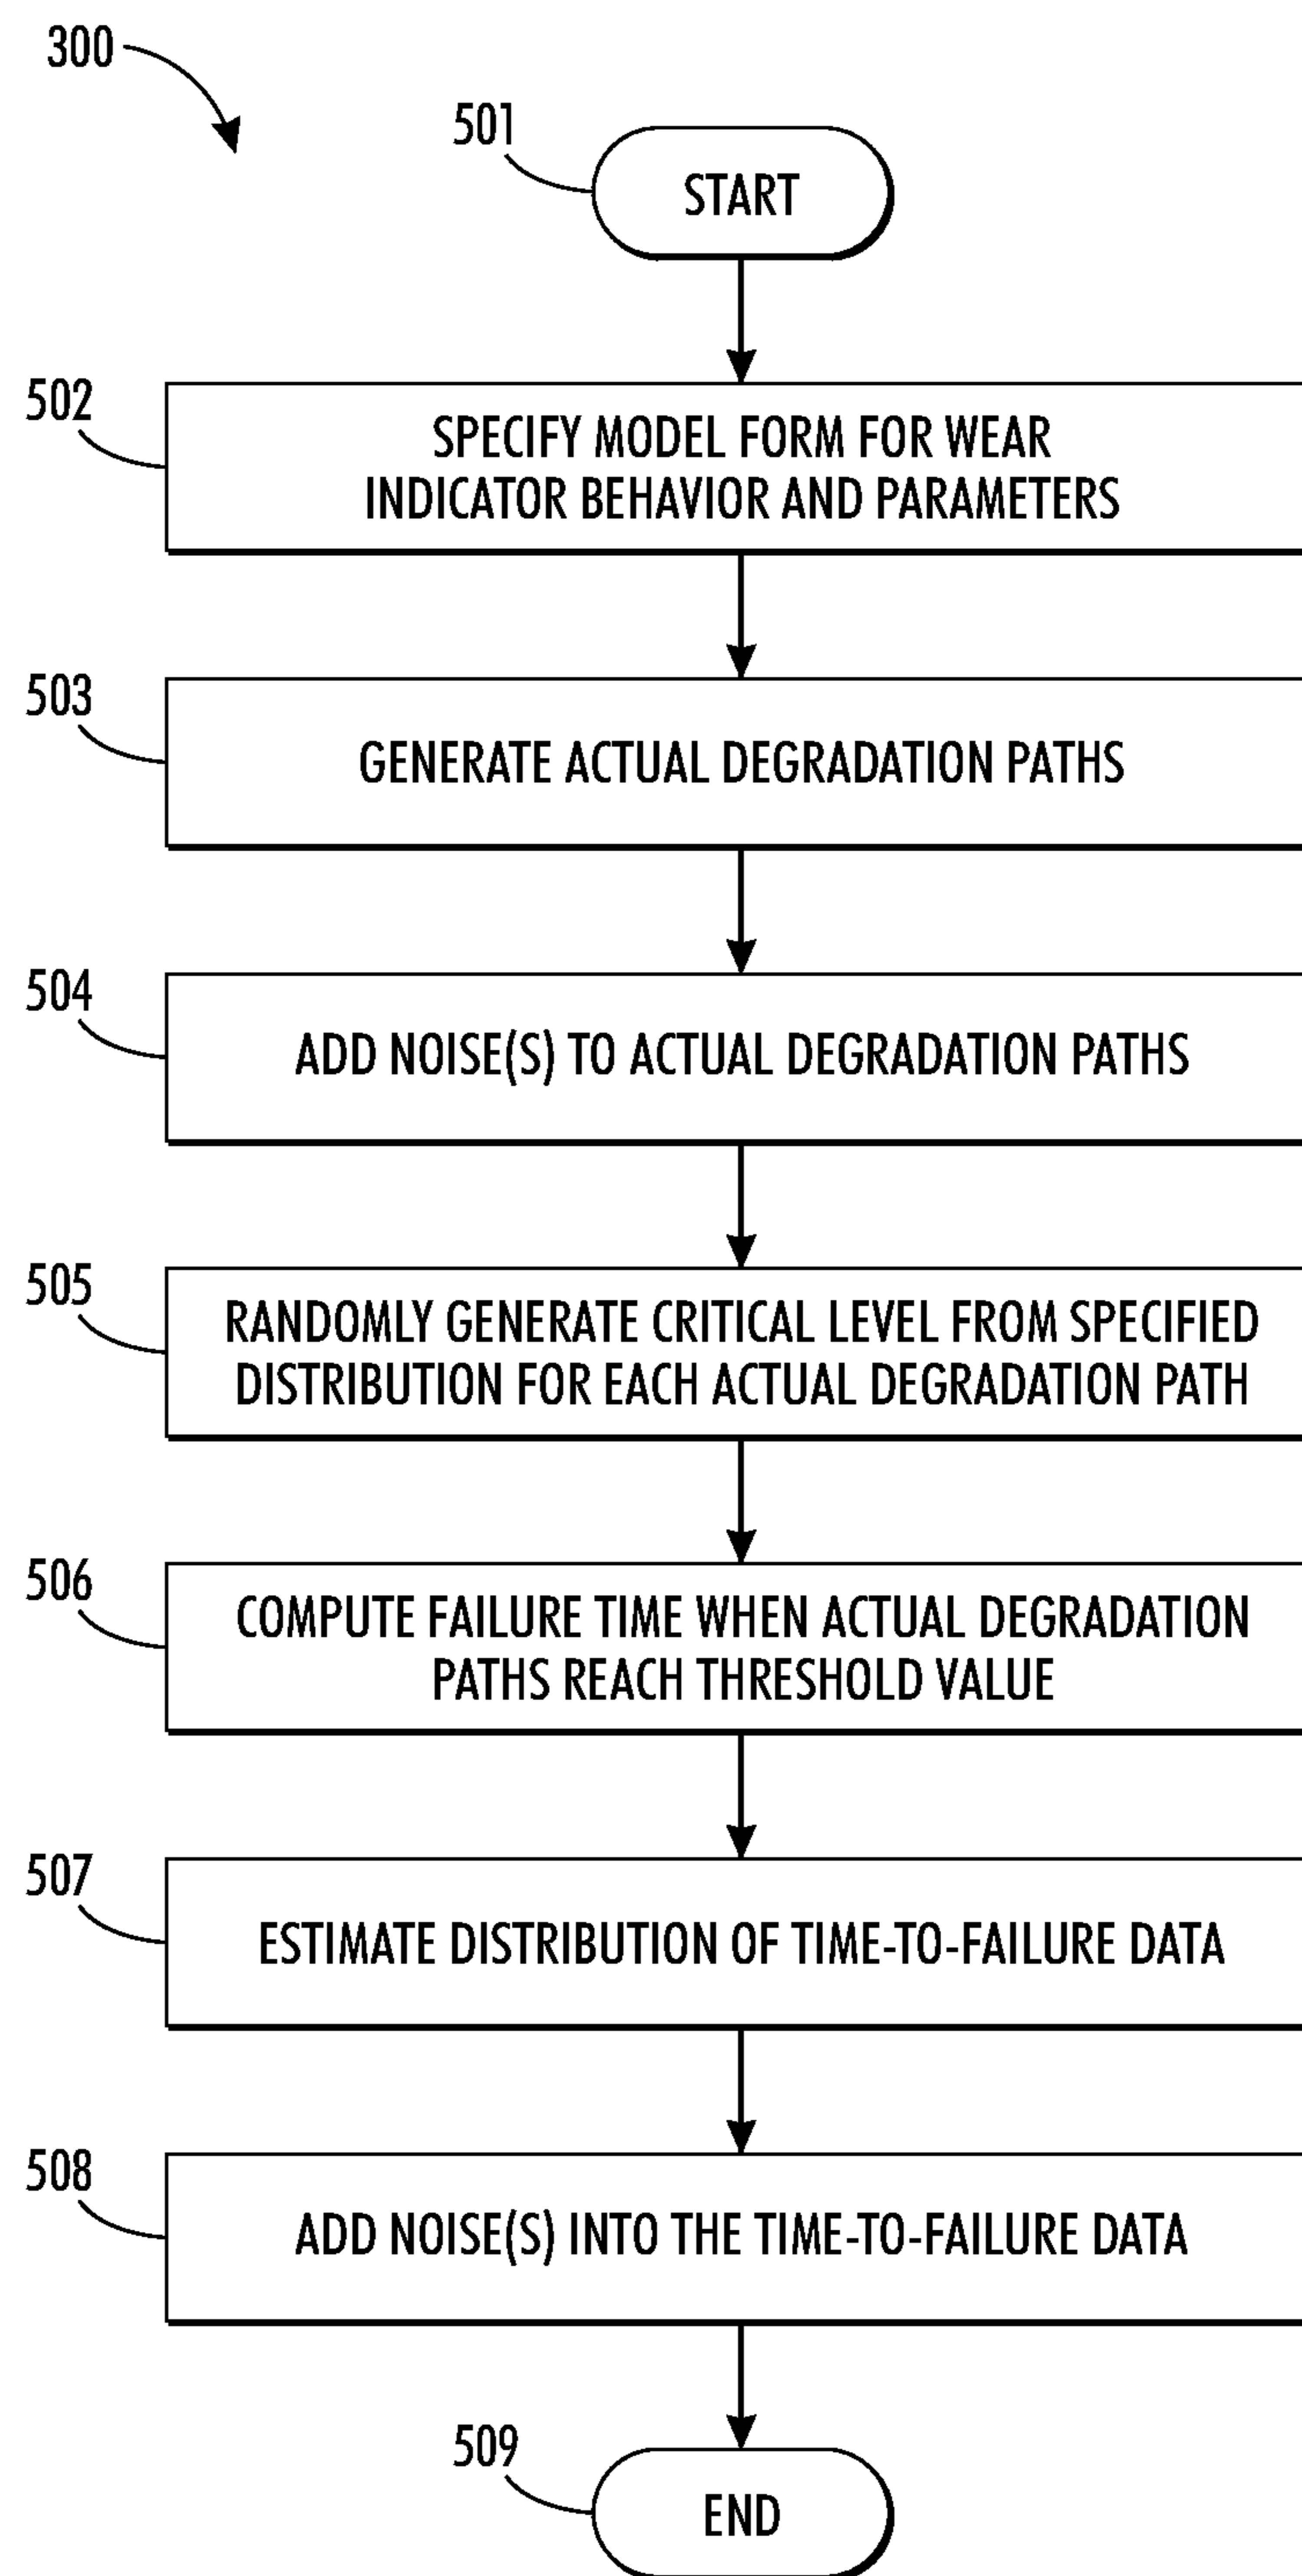 300
501
START
502
SPECIFY MODEL FORM FOR WEAR
INDICATOR BEHAVIOR AND PARAMETERS
503
GENERATE ACTUAL DEGRADATION PATHS
504
ADD NOISE(S) TO ACTUAL DEGRADATION PATHS
505
RANDOMLY GENERATE CRITICAL LEVEL FROM SPECIFIED
DISTRIBUTION FOR EACH ACTUAL DEGRADATION PATH
506
COMPUTE FAILURE TIME WHEN ACTUAL DEGRADATION
PATHS REACH THRESHOLD VALUE
507
ESTIMATE DISTRIBUTION OF TIME-TO-FAILURE DATA
508
ADD NOISE(S) INTO THE TIME-TO-FAILURE DATA
509
END